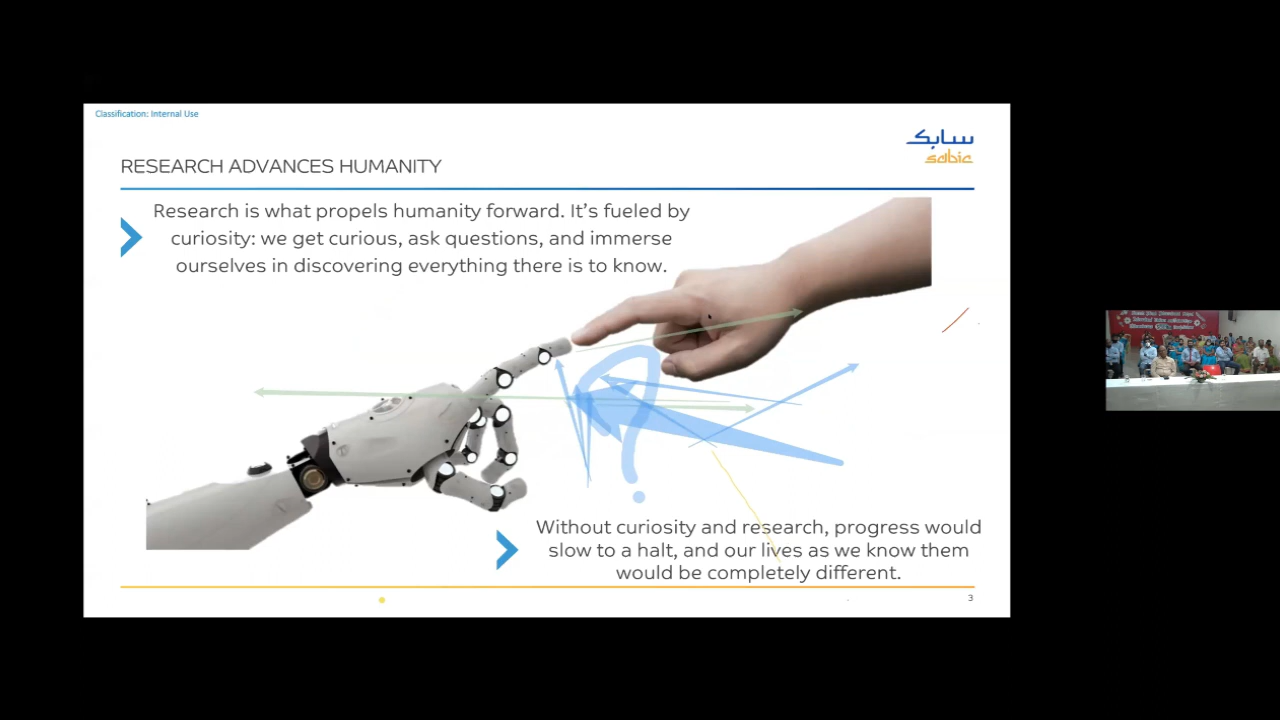 Classification: Internal Use
سابك
sabic
RESEARCH ADVANCES HUMANITY
Research is what propels humanity forward. It's fueled by
curiosity: we get curious, ask questions, and immerse
ourselves in discovering everything there is to know.
?
Without curiosity and research, progress would
slow to a halt, and our lives as we know them
would be completely different.
3